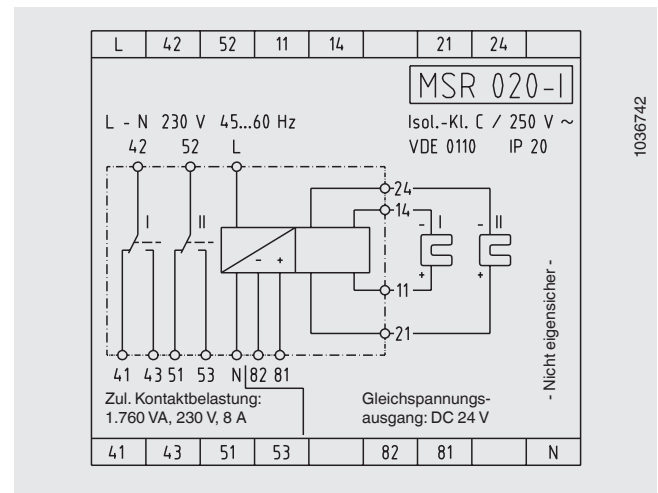 L 42 52 11 14 21 24
MSR 020-I
L - N 230 V 45...60 Hz
Isol.-Kl. C / 250 V ~
VDE 0110 IP 20
42 52 L
24
14
I II
- I - II
- +
+ +
11
21
41 43 51 53 N 82 81
Zul. Kontaktbelastung:
1.760 VA, 230 V, 8 A
Gleichspannungs-
ausgang: DC 24 V
- Nicht eigensicher -
41 43 51 53 82 81 N
1036742